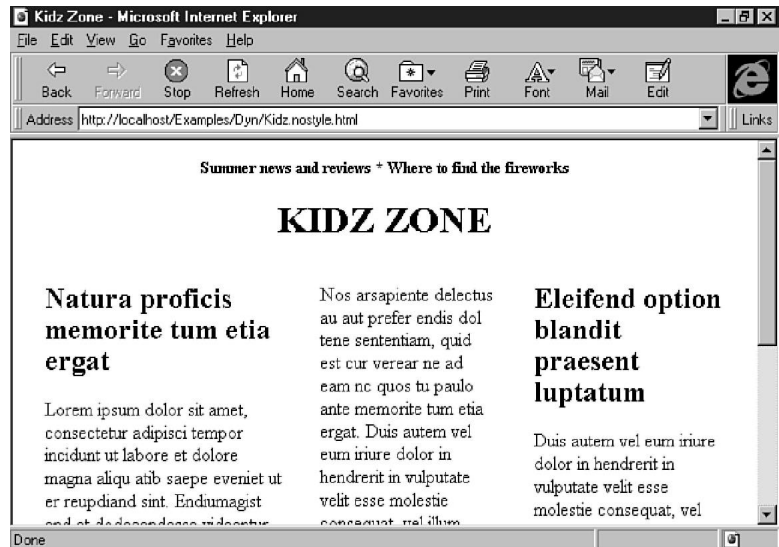 Kidz Zone - Microsoft Internet Explorer
File Edit View Go Favorites Help
Back Forward Stop Refresh Home Search Favorites Print Font Mail Edit
Address http://localhost/Examples/Dyn/Kidz.nostyle.html Links
Summer news and reviews * Where to find the fireworks
KIDZ ZONE
Natura proficis
memorite tum etia
ergat
Lorem ipsum dolor sit amet,
consectetur adipisci tempor
incidunt ut labore et dolore
magna aliqu atib saepe eveniet ut
er reupdiand sint. Endiumagist
Nos arsapiente delectus
au aut prefer endis dol
tene sententiam, quid
est cur verear ne ad
eam nc quos tu paulo
ante memorite tum etia
ergat. Duis autem vel
eum iriure dolor in
hendrerit in vulputate
velit esse molestie
consequat, vel illum
Eleifend option
blandit
praesent
luptatum
Duis autem vel eum iriure
dolor in hendrerit in
vulputate velit esse
molestie consequat, vel
Done